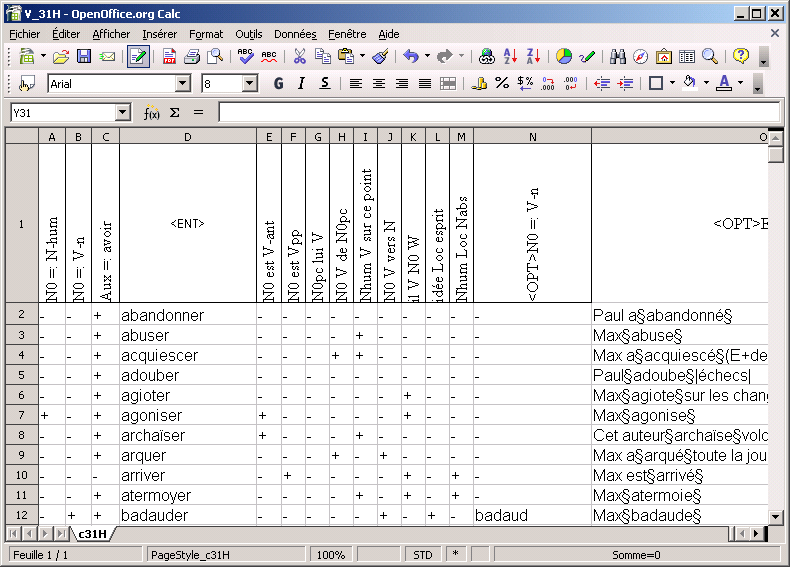 V_31H - OpenOffice.org Calc
Fichier Éditer Afficher Insérer Format Outils Données Fenêtre Aide
Arial 8 G I S
Y31 f(x) Σ =
A B C D E F G H I J K L M N O
1 N0 =: N-hum N0 =: V-n Aux =: avoir <ENT> N0 est V-ant N0 est Vpp N0pc lui V N0 V de N0pc Nhum V sur ce point N0 V vers N il V N0 W idée Loc esprit Nhum Loc Nabs <OPT>N0 =: V-n <OPT>E
2 - - + abandonner - - - - - - - - - - Paul a§abandonné§
3 - - + abuser - - - - + - - - - - Max§abuse§
4 - - + acquiescer - - - + + - - - - - Max a§acquiescé§(E+de
5 - - + adouber - - - - - - - - - - Paul§adoube§|échecs|
6 - - + agioter - - - - - - + - - - Max§agiote§sur les chang
7 + - + agoniser + - - - - - + - - - Max§agonise§
8 - - + archaïser + - - - + - - - - - Cet auteur§archaïse§volo
9 - - + arquer - - - + - + - - - - Max a§arqué§toute la jou
10 - - - arriver - + - - - - + - + - Max est§arrivé§
11 - - + atermoyer - - - - + - + - + - Max§atermoie§
12 - + + badauder - - - - - + - + - badaud Max§badaude§
c31H
Feuille 1 / 1 PageStyle_c31H 100% STD * Somme=0